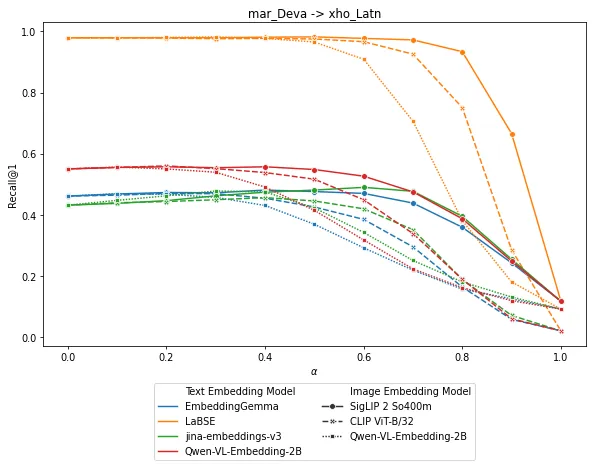 mar_Deva -> xho_Latn
1.0
0.8
0.6
0.4
0.2
0.0
Recall@1
0.0 0.2 0.4 0.6 0.8 1.0
α
Text Embedding Model Image Embedding Model
EmbeddingGemma SigLIP 2 So400m
LaBSE CLIP ViT-B/32
jina-embeddings-v3 Qwen-VL-Embedding-2B
Qwen-VL-Embedding-2B